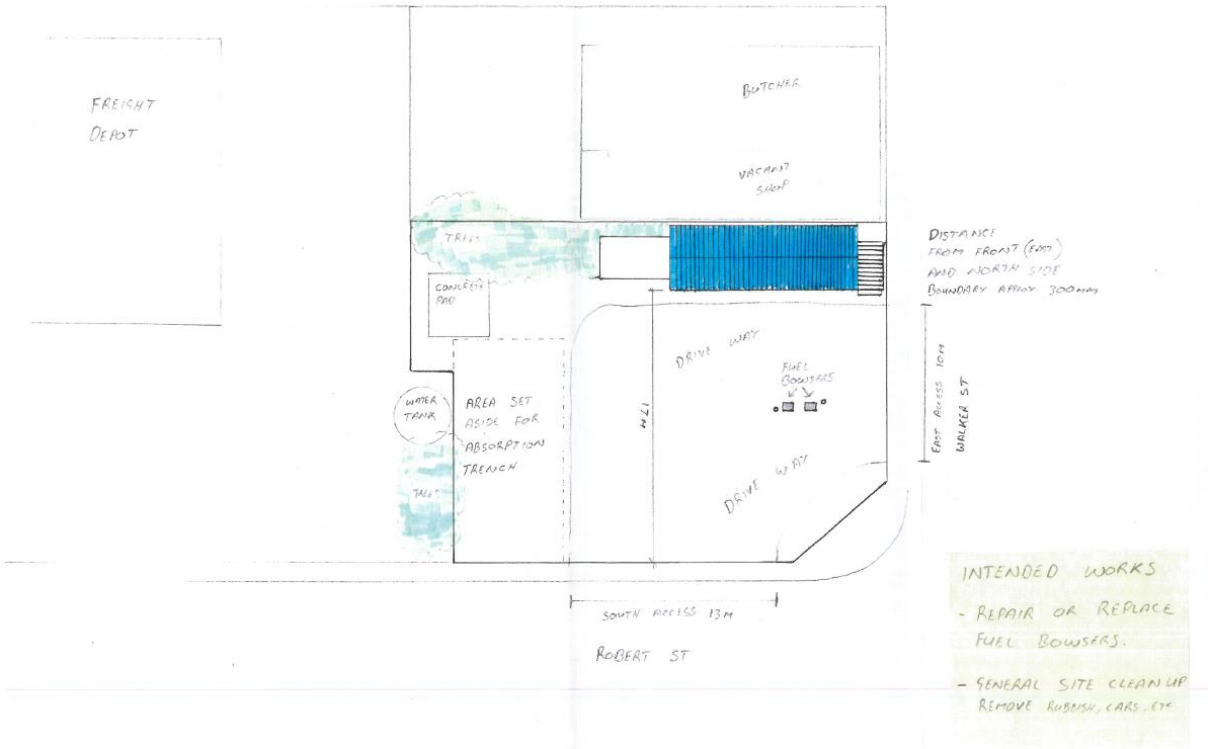 FREIGHT
DEPOT
BUTCHER
VACANT
SHOP
TREES
CONCRETE
PAD
DISTANCE
FROM FRONT (EAST)
AND NORTH SIDE
BOUNDARY APPROX 300mm
DRIVE WAY
FUEL
BOWSERS
17M
EAST ACCESS 10M
WALKER ST
WATER
TANK
AREA SET
ASIDE FOR
ABSORPTION
TRENCH
DRIVE WAY
SOUTH ACCESS 13M
ROBERT ST
INTENDED WORKS
- REPAIR OR REPLACE
FUEL BOWSERS.
- GENERAL SITE CLEAN UP
REMOVE RUBBISH, CARS, ETC